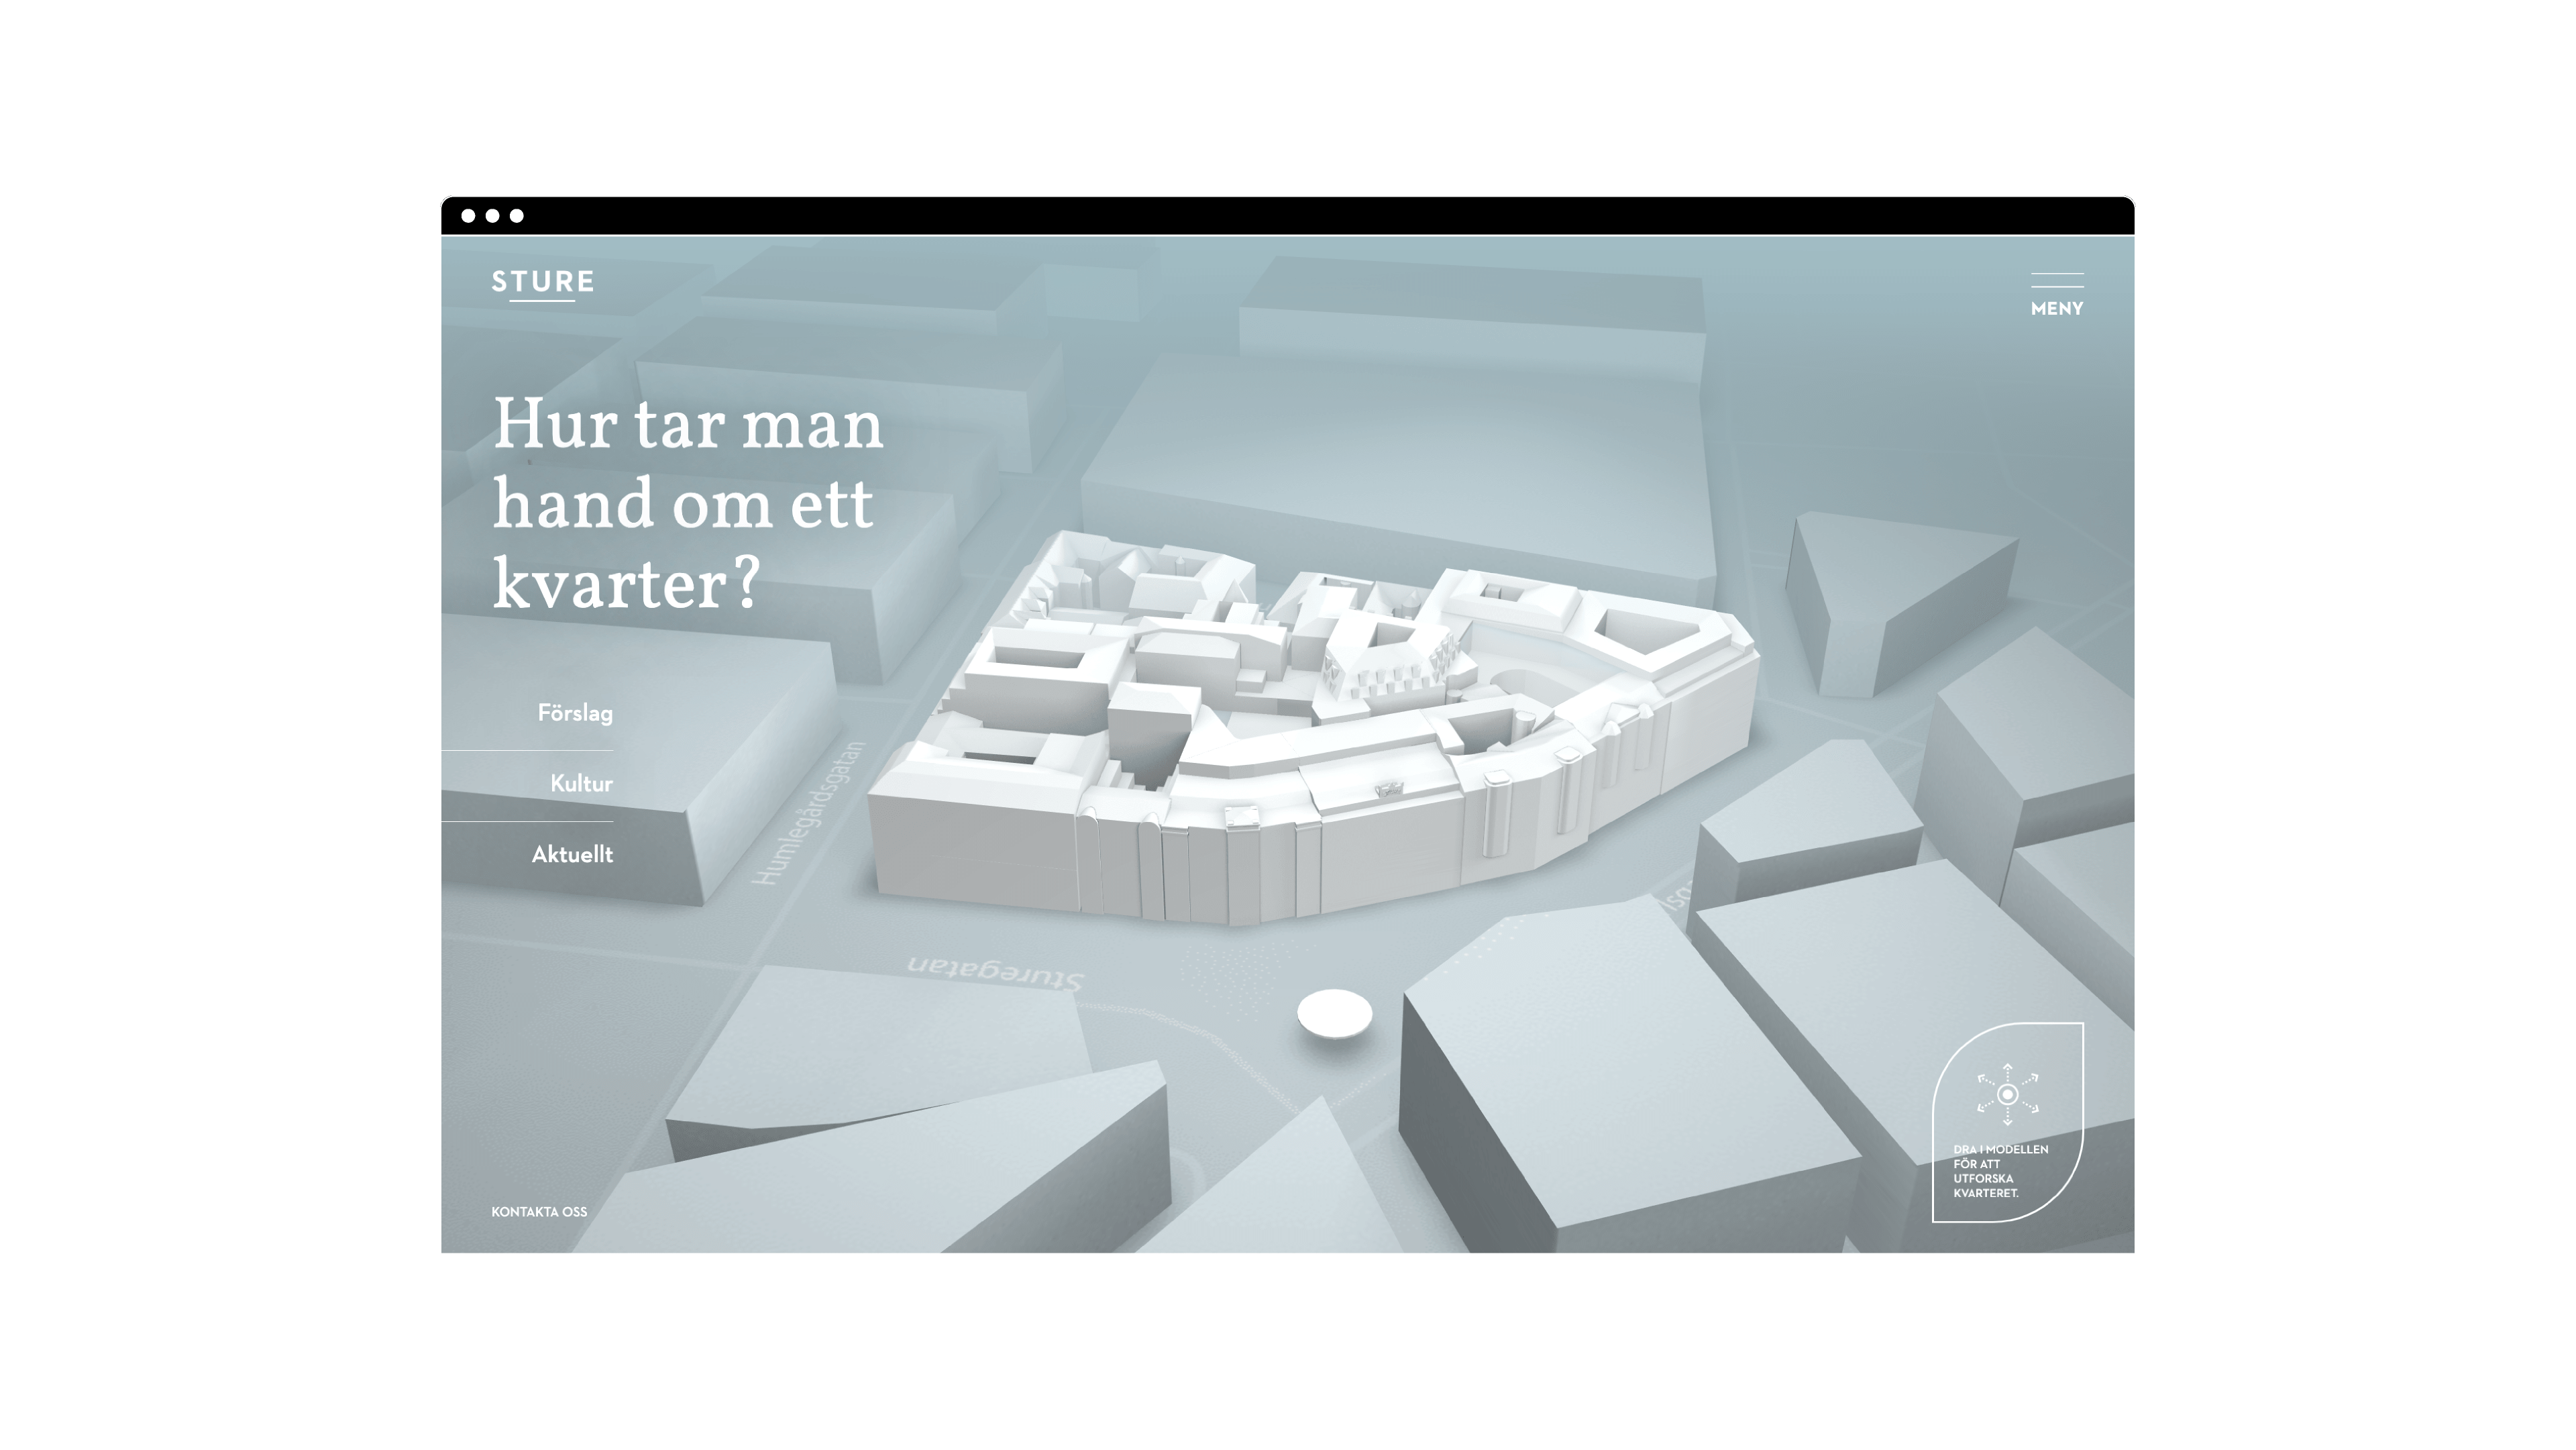 STURE
MENY
Hur tar man
hand om ett
kvarter?
Förslag
Kultur
Aktuellt
Humlegårdsgatan
Sturegatan
DRA I MODELLEN
FÖR ATT
UTFORSKA
KVARTERET.
KONTAKTA OSS